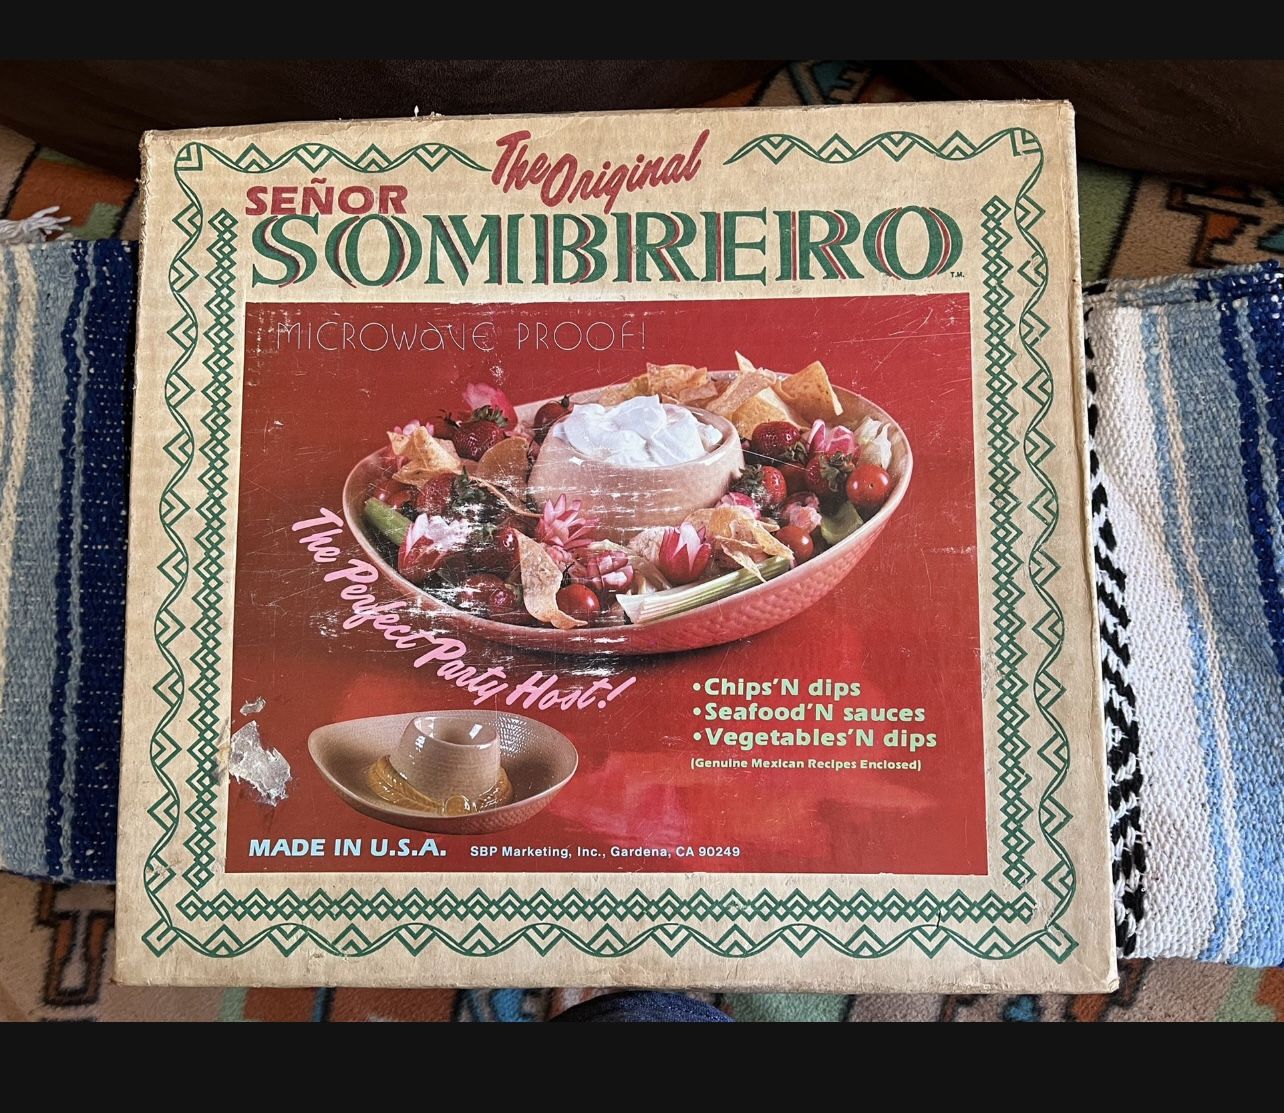 The Original
SEÑOR
SOMBRERO T.M.
MICROWAVE PROOF!
The Perfect Party Host!
•Chips'N dips
•Seafood'N sauces
•Vegetables'N dips
(Genuine Mexican Recipes Enclosed)
MADE IN U.S.A. SBP Marketing, Inc., Gardena, CA 90249